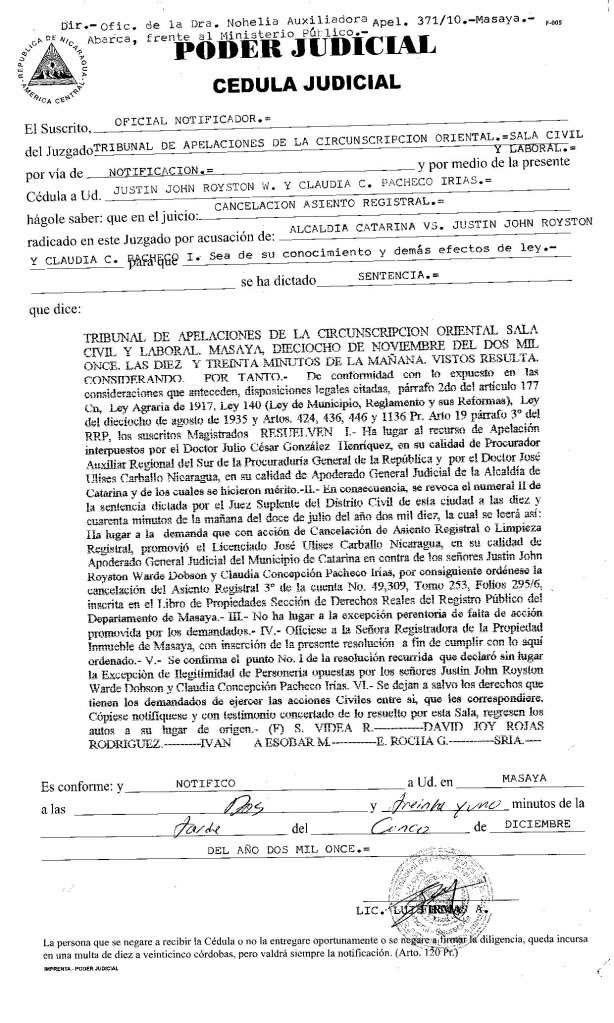 Dir.- Ofic. de la Dra. Nohelia Auxiliadora Apel. 371/10.-Masaya.- F-005
Abarca, frente al Ministerio Público.-
REPUBLICA DE NICARAGUA
AMERICA CENTRAL
PODER JUDICIAL
CEDULA JUDICIAL
El Suscrito, OFICIAL NOTIFICADOR.=
del Juzgado TRIBUNAL DE APELACIONES DE LA CIRCUNSCRIPCION ORIENTAL.=SALA CIVIL
Y LABORAL.=
por vía de NOTIFICACION.= y por medio de la presente
Cédula a Ud. JUSTIN JOHN ROYSTON W. Y CLAUDIA C. PACHECO IRIAS.=
hágole saber: que en el juicio: CANCELACION ASIENTO REGISTRAL.=
radicado en este Juzgado por acusación de: ALCALDIA CATARINA VS. JUSTIN JOHN ROYSTON
Y CLAUDIA C. PACHECO I. para que Sea de su conocimiento y demás efectos de ley.-
se ha dictado SENTENCIA.=
que dice:
TRIBUNAL DE APELACIONES DE LA CIRCUNSCRIPCION ORIENTAL SALA
CIVIL Y LABORAL. MASAYA, DIECIOCHO DE NOVIEMBRE DEL DOS MIL
ONCE. LAS DIEZ Y TREINTA MINUTOS DE LA MAÑANA. VISTOS RESULTA.
CONSIDERANDO. POR TANTO.- De conformidad con lo expuesto en las
consideraciones que anteceden, disposiciones legales citadas, párrafo 2do del artículo 177
Cn, Ley Agraria de 1917, Ley 140 (Ley de Municipio, Reglamento y sus Reformas), Ley
del dieciocho de agosto de 1935 y Artos. 424, 436, 446 y 1136 Pr. Arto 19 párrafo 3º del
RRP, los suscritos Magistrados RESUELVEN I.- Ha lugar al recurso de Apelación
interpuestos por el Doctor Julio César González Henríquez, en su calidad de Procurador
Auxiliar Regional del Sur de la Procuraduría General de la República y por el Doctor José
Ulises Carballo Nicaragua, en su calidad de Apoderado General Judicial de la Alcaldía de
Catarina y de los cuales se hicieron mérito.-II.- En consecuencia, se revoca el numeral II de
la sentencia dictada por el Juez Suplente del Distrito Civil de esta ciudad a las diez y
cuarenta minutos de la mañana del doce de julio del año dos mil diez, la cual se leerá así:
Ha lugar a la demanda que con acción de Cancelación de Asiento Registral o Limpieza
Registral, promovió el Licenciado José Ulises Carballo Nicaragua, en su calidad de
Apoderado General Judicial del Municipio de Catarina en contra de los señores Justin John
Royston Warde Dobson y Claudia Concepción Pacheco Irías, por consiguiente ordénese la
cancelación del Asiento Registral 3º de la cuenta No. 49,309, Tomo 253, Folios 295/6,
inscrita en el Libro de Propiedades Sección de Derechos Reales del Registro Público del
Departamento de Masaya.- III.- No ha lugar a la excepción perentoria de falta de acción
promovida por los demandados.- IV.- Ofíciese a la Señora Registradora de la Propiedad
Inmueble de Masaya, con inserción de la presente resolución a fin de cumplir con lo aquí
ordenado.- V.- Se confirma el punto No. I de la resolución recurrida que declaró sin lugar
la Excepción de Ilegitimidad de Personería opuestas por los señores Justin John Royston
Warde Dobson y Claudia Concepción Pacheco Irías. VI.- Se dejan a salvo los derechos que
tienen los demandados de ejercer las acciones Civiles entre si, que les correspondiere.
Cópiese notifíquese y con testimonio concertado de lo resuelto por esta Sala, regresen los
autos a su lugar de origen.- (F) S. VIDEA R.-----------DAVID JOY ROJAS
RODRIGUEZ.----------IVAN A ESOBAR M.-----------E. ROCHA G.-----------SRIA.----
Es conforme: y NOTIFICO a Ud. en MASAYA
a las Dos y treinta y uno minutos de la
tarde del Cinco de DICIEMBRE
DEL AÑO DOS MIL ONCE.=
LIC. LUIS A.
La persona que se negare a recibir la Cédula o no la entregare oportunamente o se negare a firmar la diligencia, queda incursa
en una multa de diez a veinticinco córdobas, pero valdrá siempre la notificación. (Arto. 120 Pr.)
IMPRENTA - PODER JUDICIAL